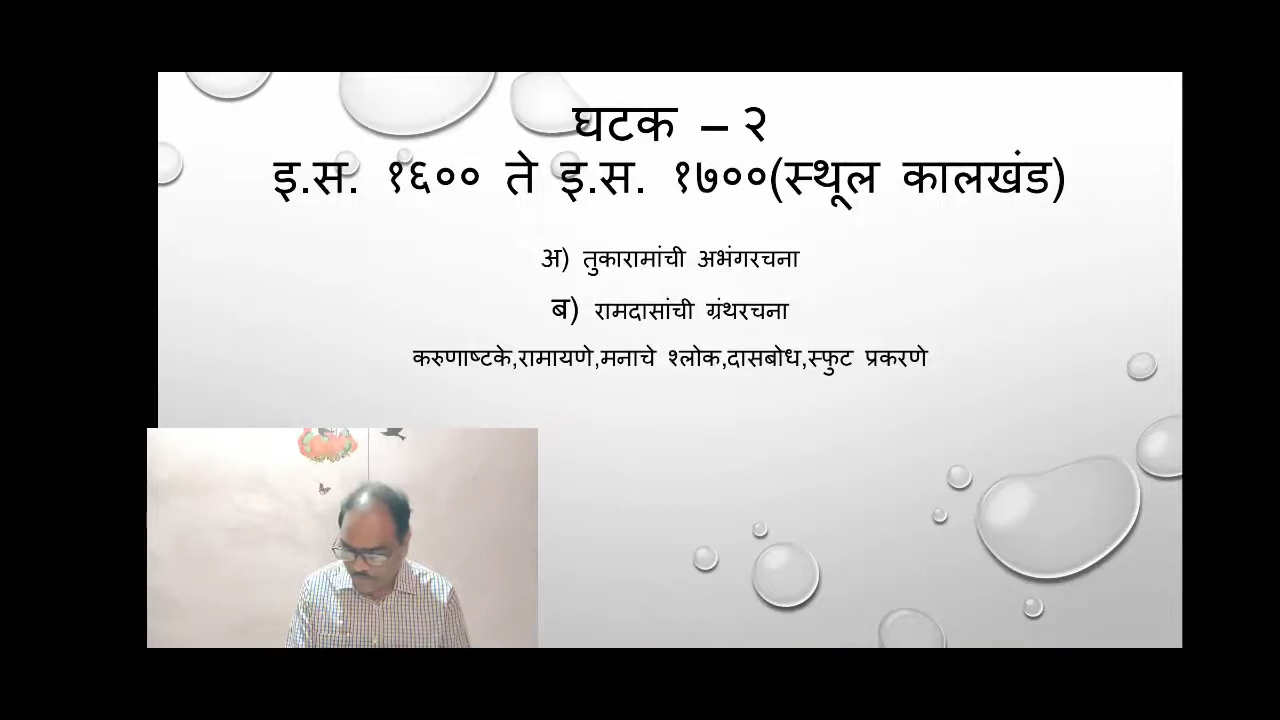 घटक – २
इ.स. १६०० ते इ.स. १७००(स्थूल कालखंड)
अ) तुकारामांची अभंगरचना
ब) रामदासांची ग्रंथरचना
करुणाष्टके,रामायणे,मनाचे श्लोक,दासबोध,स्फुट प्रकरणे